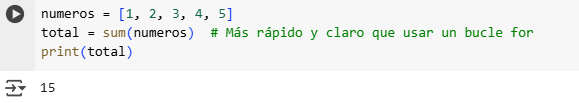 numeros = [1, 2, 3, 4, 5]
total = sum(numeros)  # Más rápido y claro que usar un bucle for
print(total)
15